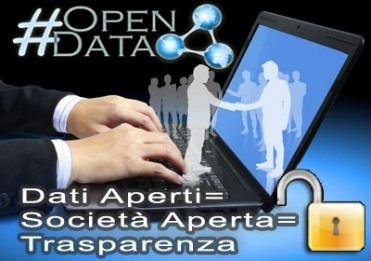 #OPEN
DATA
Dati Aperti=
Società Aperta=
Trasparenza